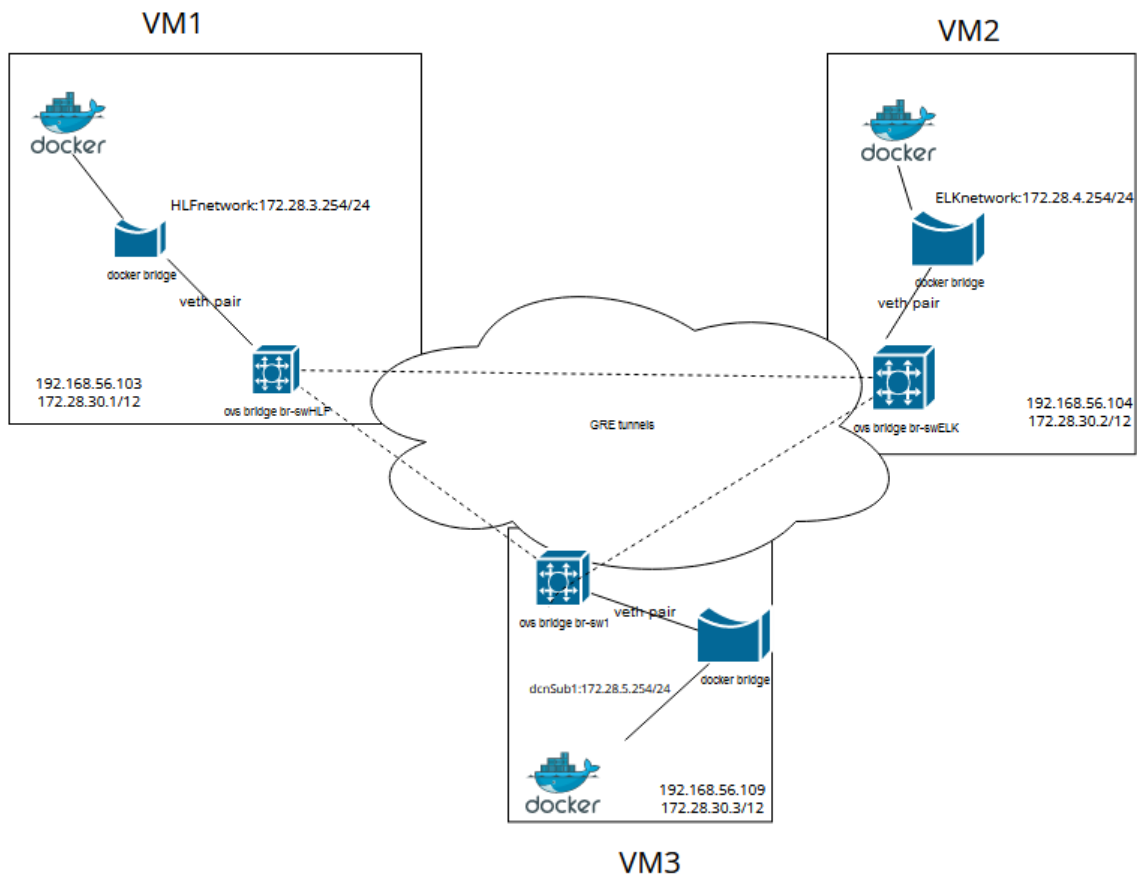 VM1
docker
HLFnetwork:172.28.3.254/24
docker bridge
veth pair
192.168.56.103
172.28.30.1/12
ovs bridge br-swHLF
VM2
docker
ELKnetwork:172.28.4.254/24
docker bridge
veth pair
192.168.56.104
172.28.30.2/12
ovs bridge br-swELK
GRE tunnels
ovs bridge br-sw1
veth pair
docker bridge
dcnSub1:172.28.5.254/24
docker
192.168.56.109
172.28.30.3/12
VM3